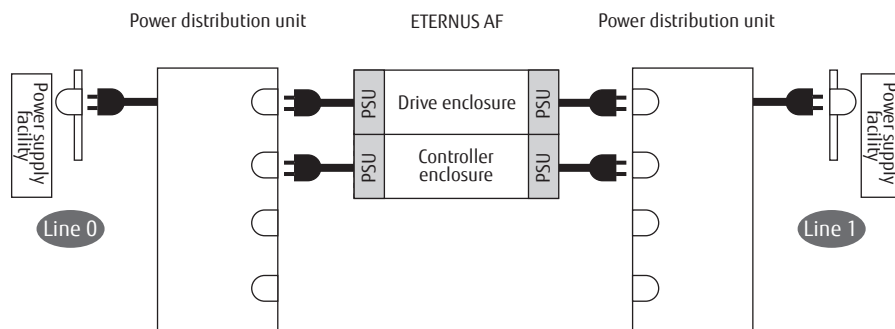 Power distribution unit
ETERNUS AF
Power distribution unit
Power supply
facility
PSU
Drive enclosure
PSU
Power supply
facility
PSU
Controller
enclosure
PSU
Line 0
Line 1